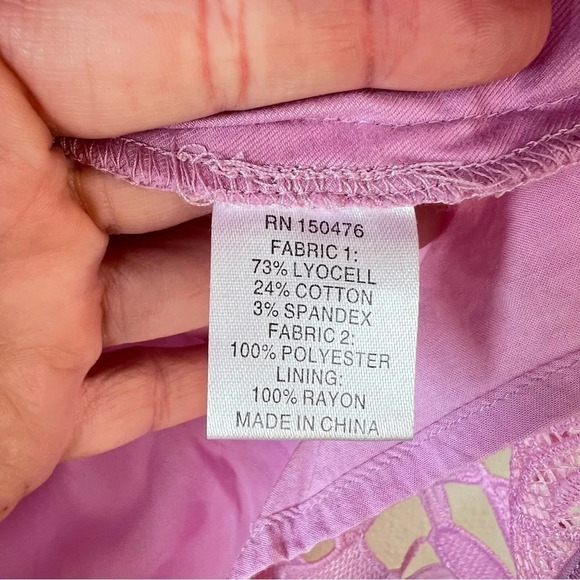 RN 150476
FABRIC 1:
73% LYOCELL
24% COTTON
3% SPANDEX
FABRIC 2:
100% POLYESTER
LINING:
100% RAYON
MADE IN CHINA